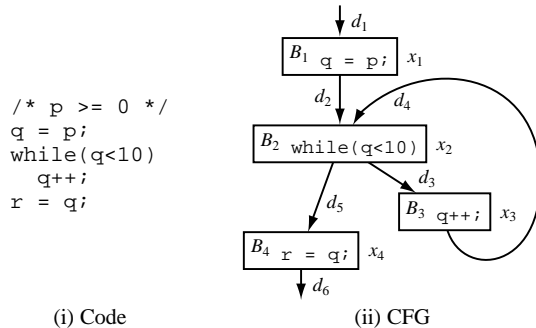 /* p >= 0 */
q = p;
while(q<10)
q++;
r = q;
(i) Code
d1
B1 q = p; x1
d2
d4
B2 while(q<10) x2
d3
d5
B3 q++; x3
B4 r = q; x4
d6
(ii) CFG